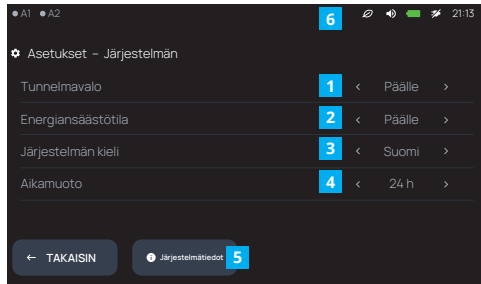 A1 A2 6 21:13
Asetukset – Järjestelmän
Tunnelmavalo 1 < Päälle >
Energiansäästötila 2 < Päälle >
Järjestelmän kieli 3 < Suomi >
Aikamuoto 4 < 24 h >
← TAKAISIN Järjestelmätiedot 5